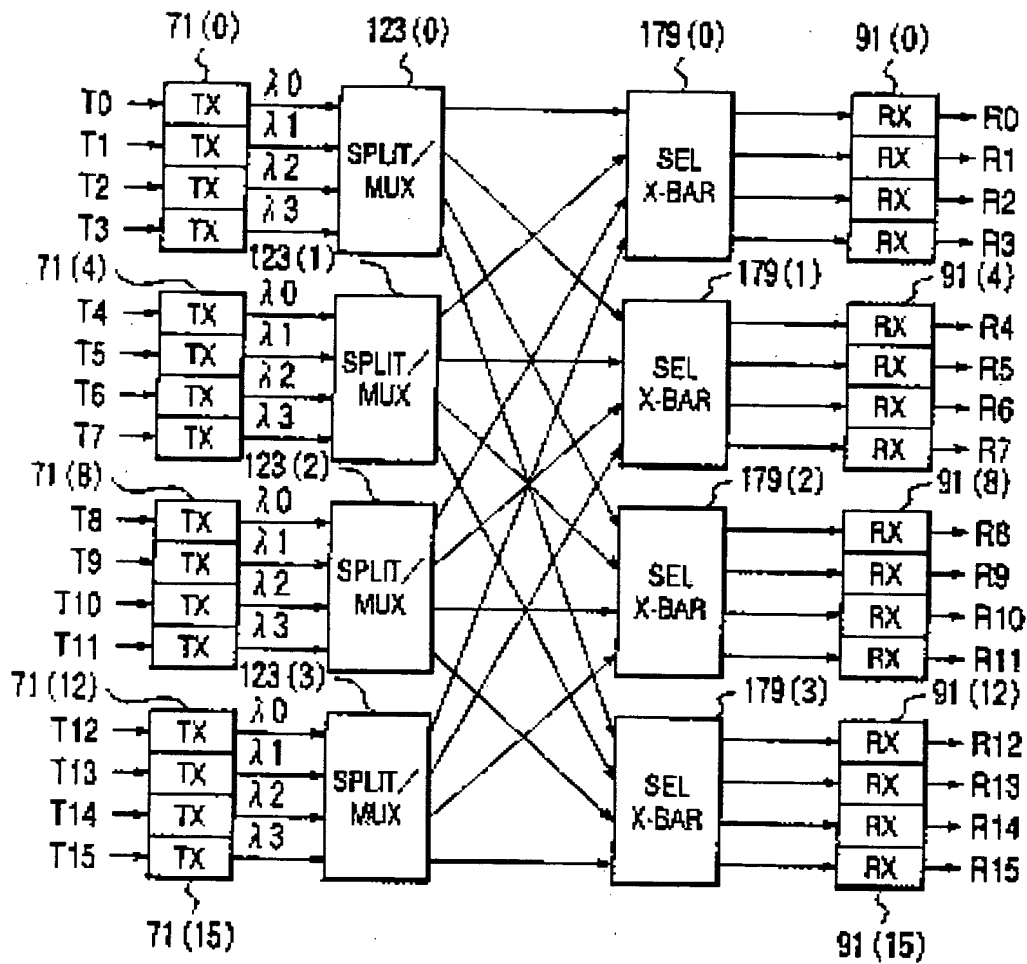 71 (0)
123 (0)
179 (0)
91 (0)
T0 TX λ0 RX R0
T1 TX λ1 SPLIT/ SEL RX R1
T2 TX λ2 MUX X-BAR RX R2
T3 TX λ3 RX R3
71 (4)
123 (1)
179 (1)
91 (4)
T4 TX λ0 RX R4
T5 TX λ1 SPLIT/ SEL RX R5
T6 TX λ2 MUX X-BAR RX R6
T7 TX λ3 RX R7
71 (8)
123 (2)
179 (2)
91 (8)
T8 TX λ0 RX R8
T9 TX λ1 SPLIT/ SEL RX R9
T10 TX λ2 MUX X-BAR RX R10
T11 TX λ3 RX R11
71 (12)
123 (3)
179 (3)
91 (12)
T12 TX λ0 RX R12
T13 TX λ1 SPLIT/ SEL RX R13
T14 TX λ2 MUX X-BAR RX R14
T15 TX λ3 RX R15
71 (15)
91 (15)